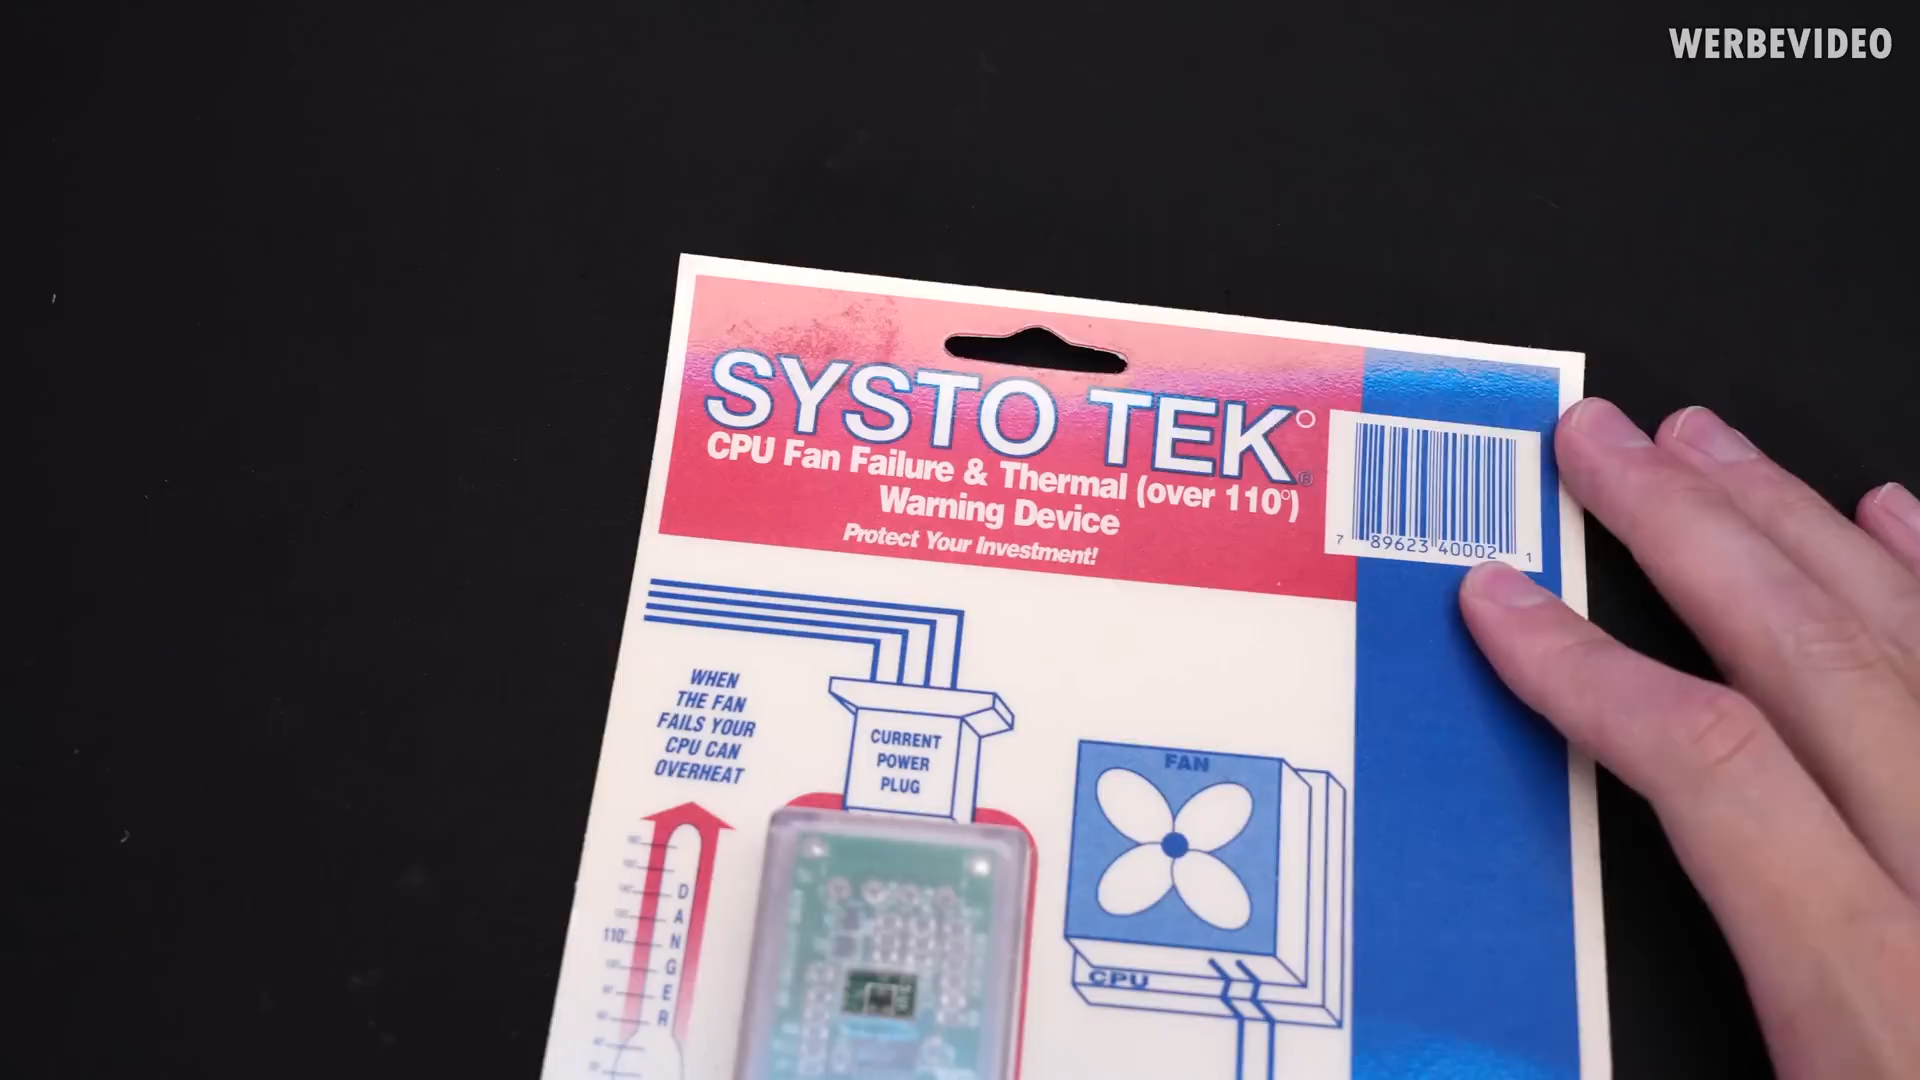 WERBEVIDEO
SYSTO TEK®
CPU Fan Failure & Thermal (over 110°)
Warning Device
Protect Your Investment!
7 89623 40002 1
WHEN
THE FAN
FAILS YOUR
CPU CAN
OVERHEAT
CURRENT
POWER
PLUG
FAN
CPU
DANGER
110°